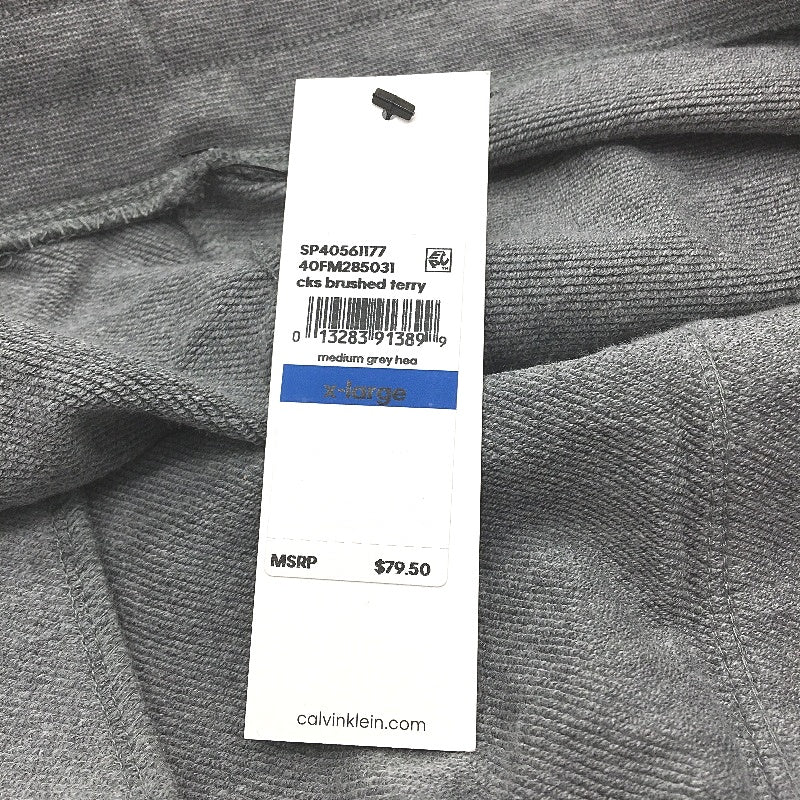 SP40561177
40FM285031
cks brushed terry
0 13283 91389 9
medium grey hea
x-large
MSRP $79.50
calvinklein.com